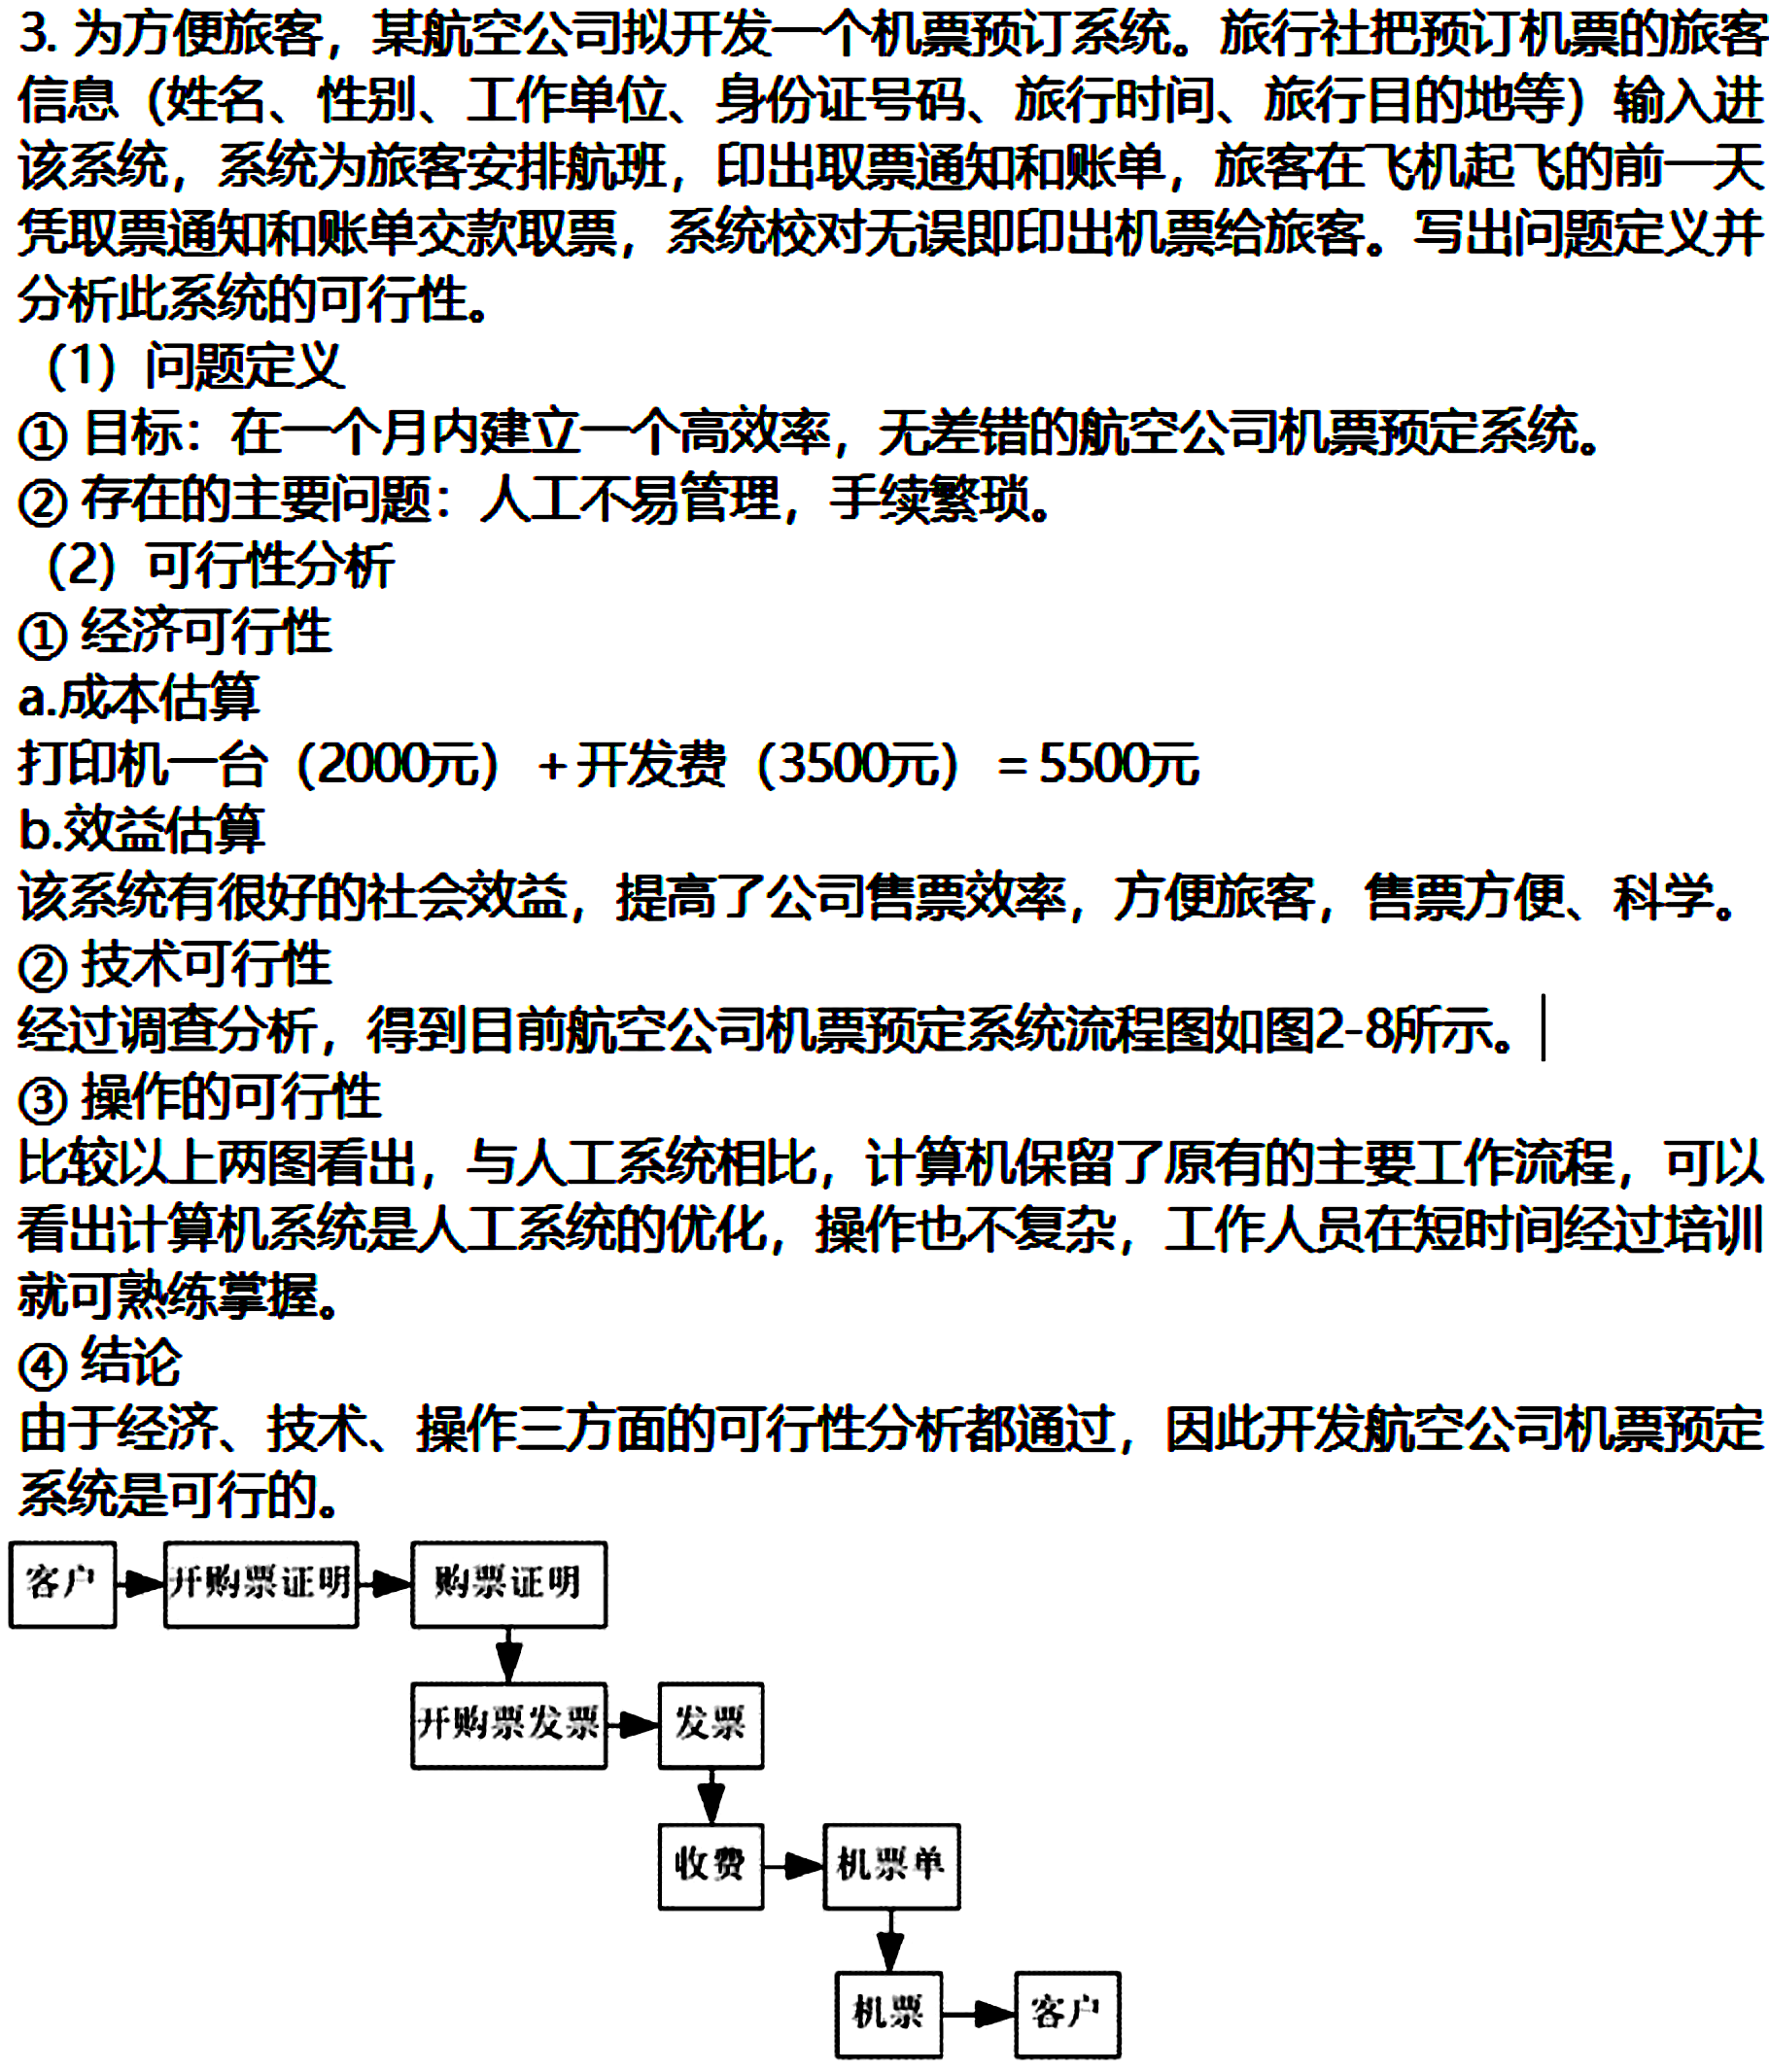 3. 为方便旅客，某航空公司拟开发一个机票预订系统。旅行社把预订机票的旅客
信息（姓名、性别、工作单位、身份证号码、旅行时间、旅行目的地等）输入进
该系统，系统为旅客安排航班，印出取票通知和账单，旅客在飞机起飞的前一天
凭取票通知和账单交款取票，系统校对无误即印出机票给旅客。写出问题定义并
分析此系统的可行性。
（1）问题定义
① 目标：在一个月内建立一个高效率，无差错的航空公司机票预定系统。
② 存在的主要问题：人工不易管理，手续繁琐。
（2）可行性分析
① 经济可行性
a.成本估算
打印机一台（2000元）＋开发费（3500元）＝5500元
b.效益估算
该系统有很好的社会效益，提高了公司售票效率，方便旅客，售票方便、科学。
② 技术可行性
经过调查分析，得到目前航空公司机票预定系统流程图如图2-8所示。
③ 操作的可行性
比较以上两图看出，与人工系统相比，计算机保留了原有的主要工作流程，可以
看出计算机系统是人工系统的优化，操作也不复杂，工作人员在短时间经过培训
就可熟练掌握。
④ 结论
由于经济、技术、操作三方面的可行性分析都通过，因此开发航空公司机票预定
系统是可行的。
客户 开购票证明 购票证明
开购票发票 发票
收费 机票单
机票 客户